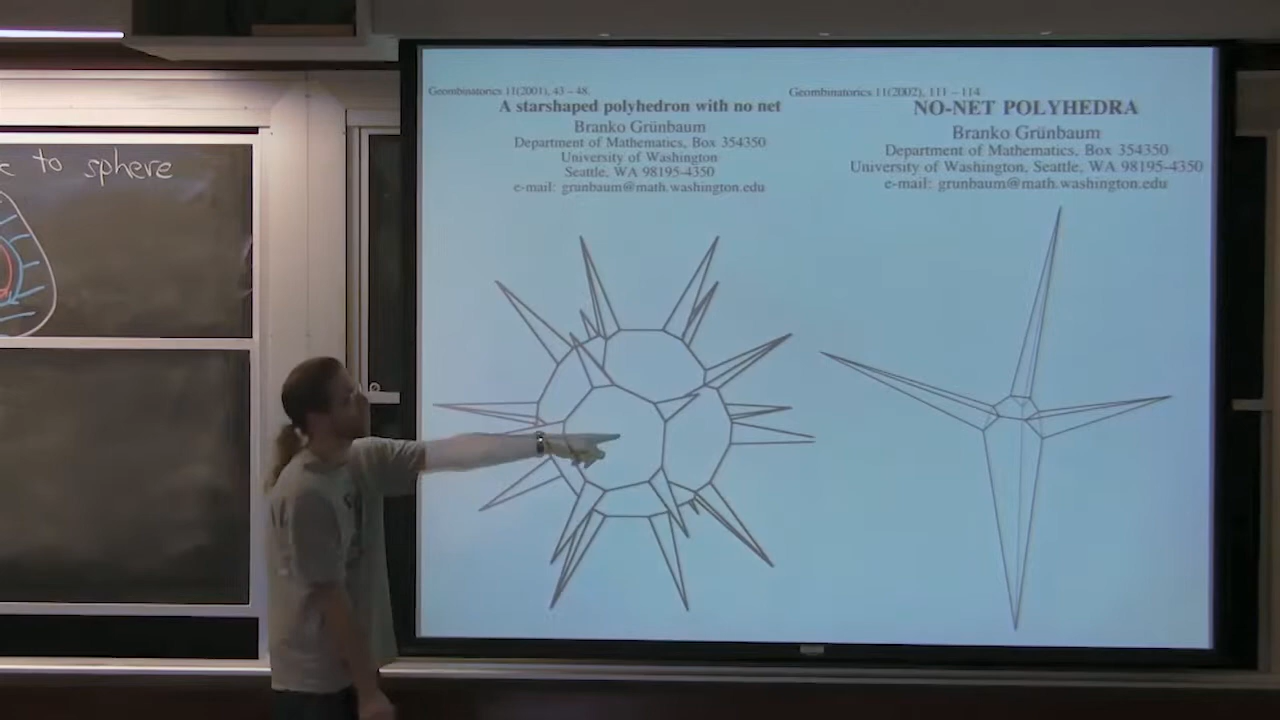 c to sphere
Geombinatorics 11(2001), 43 – 48.
A starshaped polyhedron with no net
Branko Grünbaum
Department of Mathematics, Box 354350
University of Washington
Seattle, WA 98195-4350
e-mail: grunbaum@math.washington.edu
Geombinatorics 11(2002), 111 – 114
NO-NET POLYHEDRA
Branko Grünbaum
Department of Mathematics, Box 354350
University of Washington, Seattle, WA 98195-4350
e-mail: grunbaum@math.washington.edu